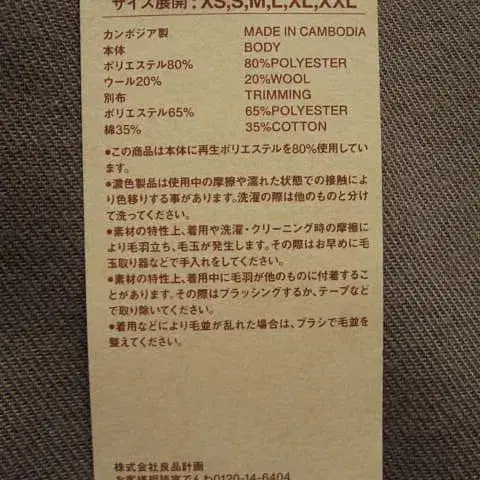 サイズ展開：XS,S,M,L,XL,XXL
カンボジア製 MADE IN CAMBODIA
本体 BODY
ポリエステル80% 80%POLYESTER
ウール20% 20%WOOL
別布 TRIMMING
ポリエステル65% 65%POLYESTER
綿35% 35%COTTON
●この商品は本体に再生ポリエステルを80%使用してい
ます。
●濃色製品は使用中の摩擦や濡れた状態での接触によ
り色移りする事があります。洗濯の際は他のものと分け
て洗ってください。
●素材の特性上、着用や洗濯・クリーニング時の摩擦に
より毛羽立ち、毛玉が発生します。その際はお早めに毛
玉取り器などで手入れをしてください。
●素材の特性上、着用中に毛羽が他のものに付着するこ
とがあります。その際はブラッシングするか、テープなど
で取り除いてください。
●着用などにより毛並が乱れた場合は、ブラシで毛並を
整えてください。
株式会社良品計画
お客様相談室でんわ0120-14-6404